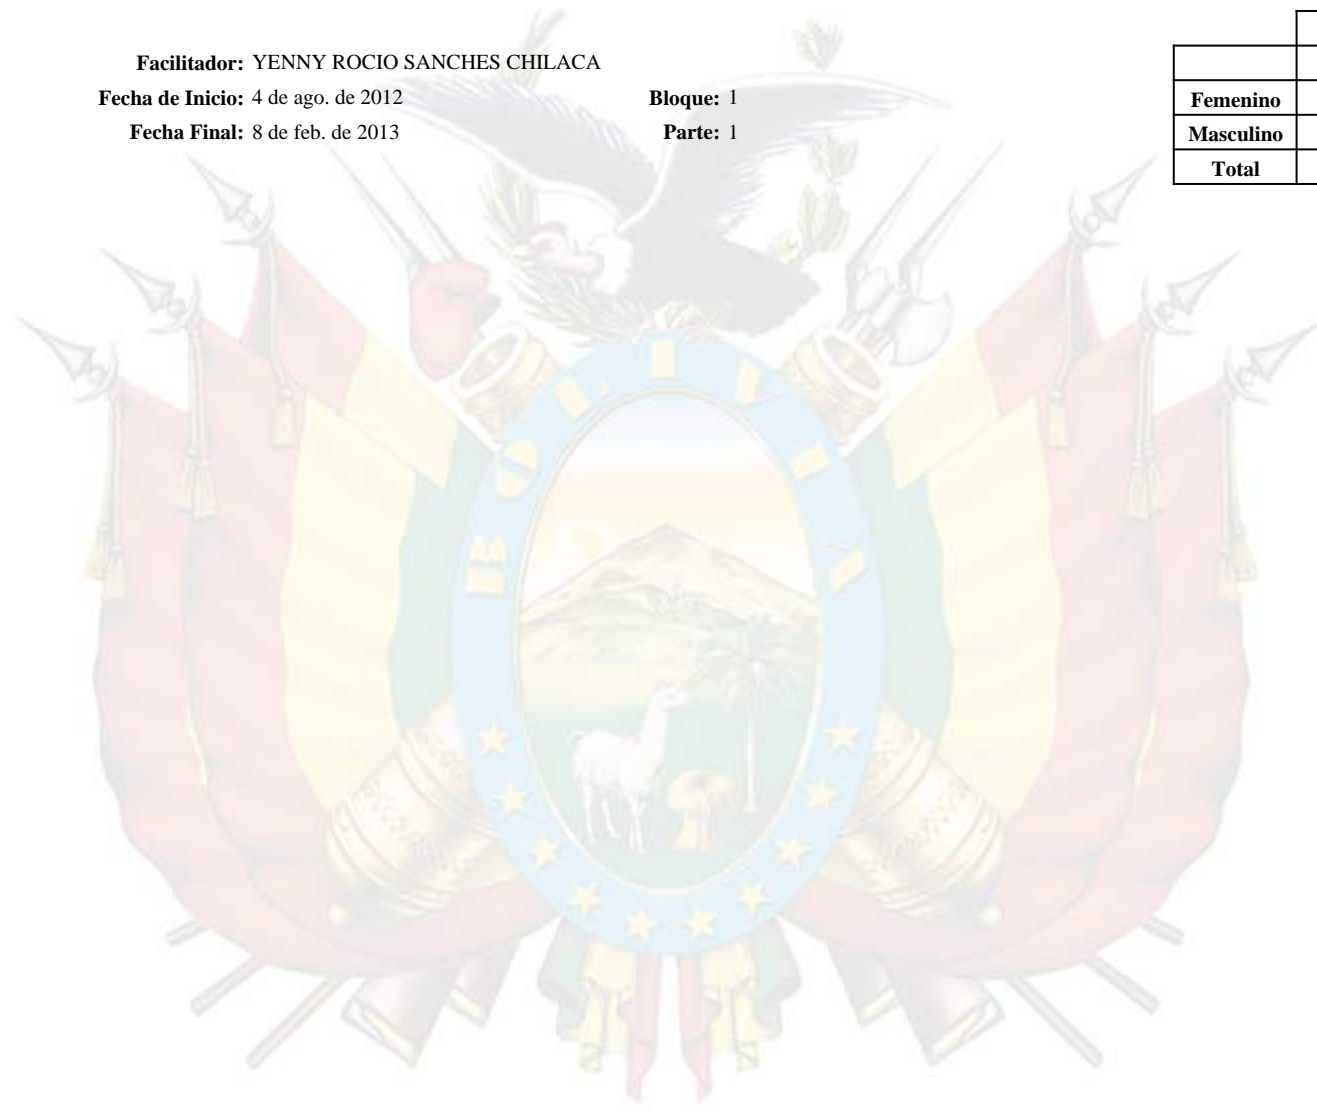 Facilitador: YENNY ROCIO SANCHES CHILACA
Fecha de Inicio: 4 de ago. de 2012 Bloque: 1
Fecha Final: 8 de feb. de 2013 Parte: 1
Femenino
Masculino
Total
BOLIVIA